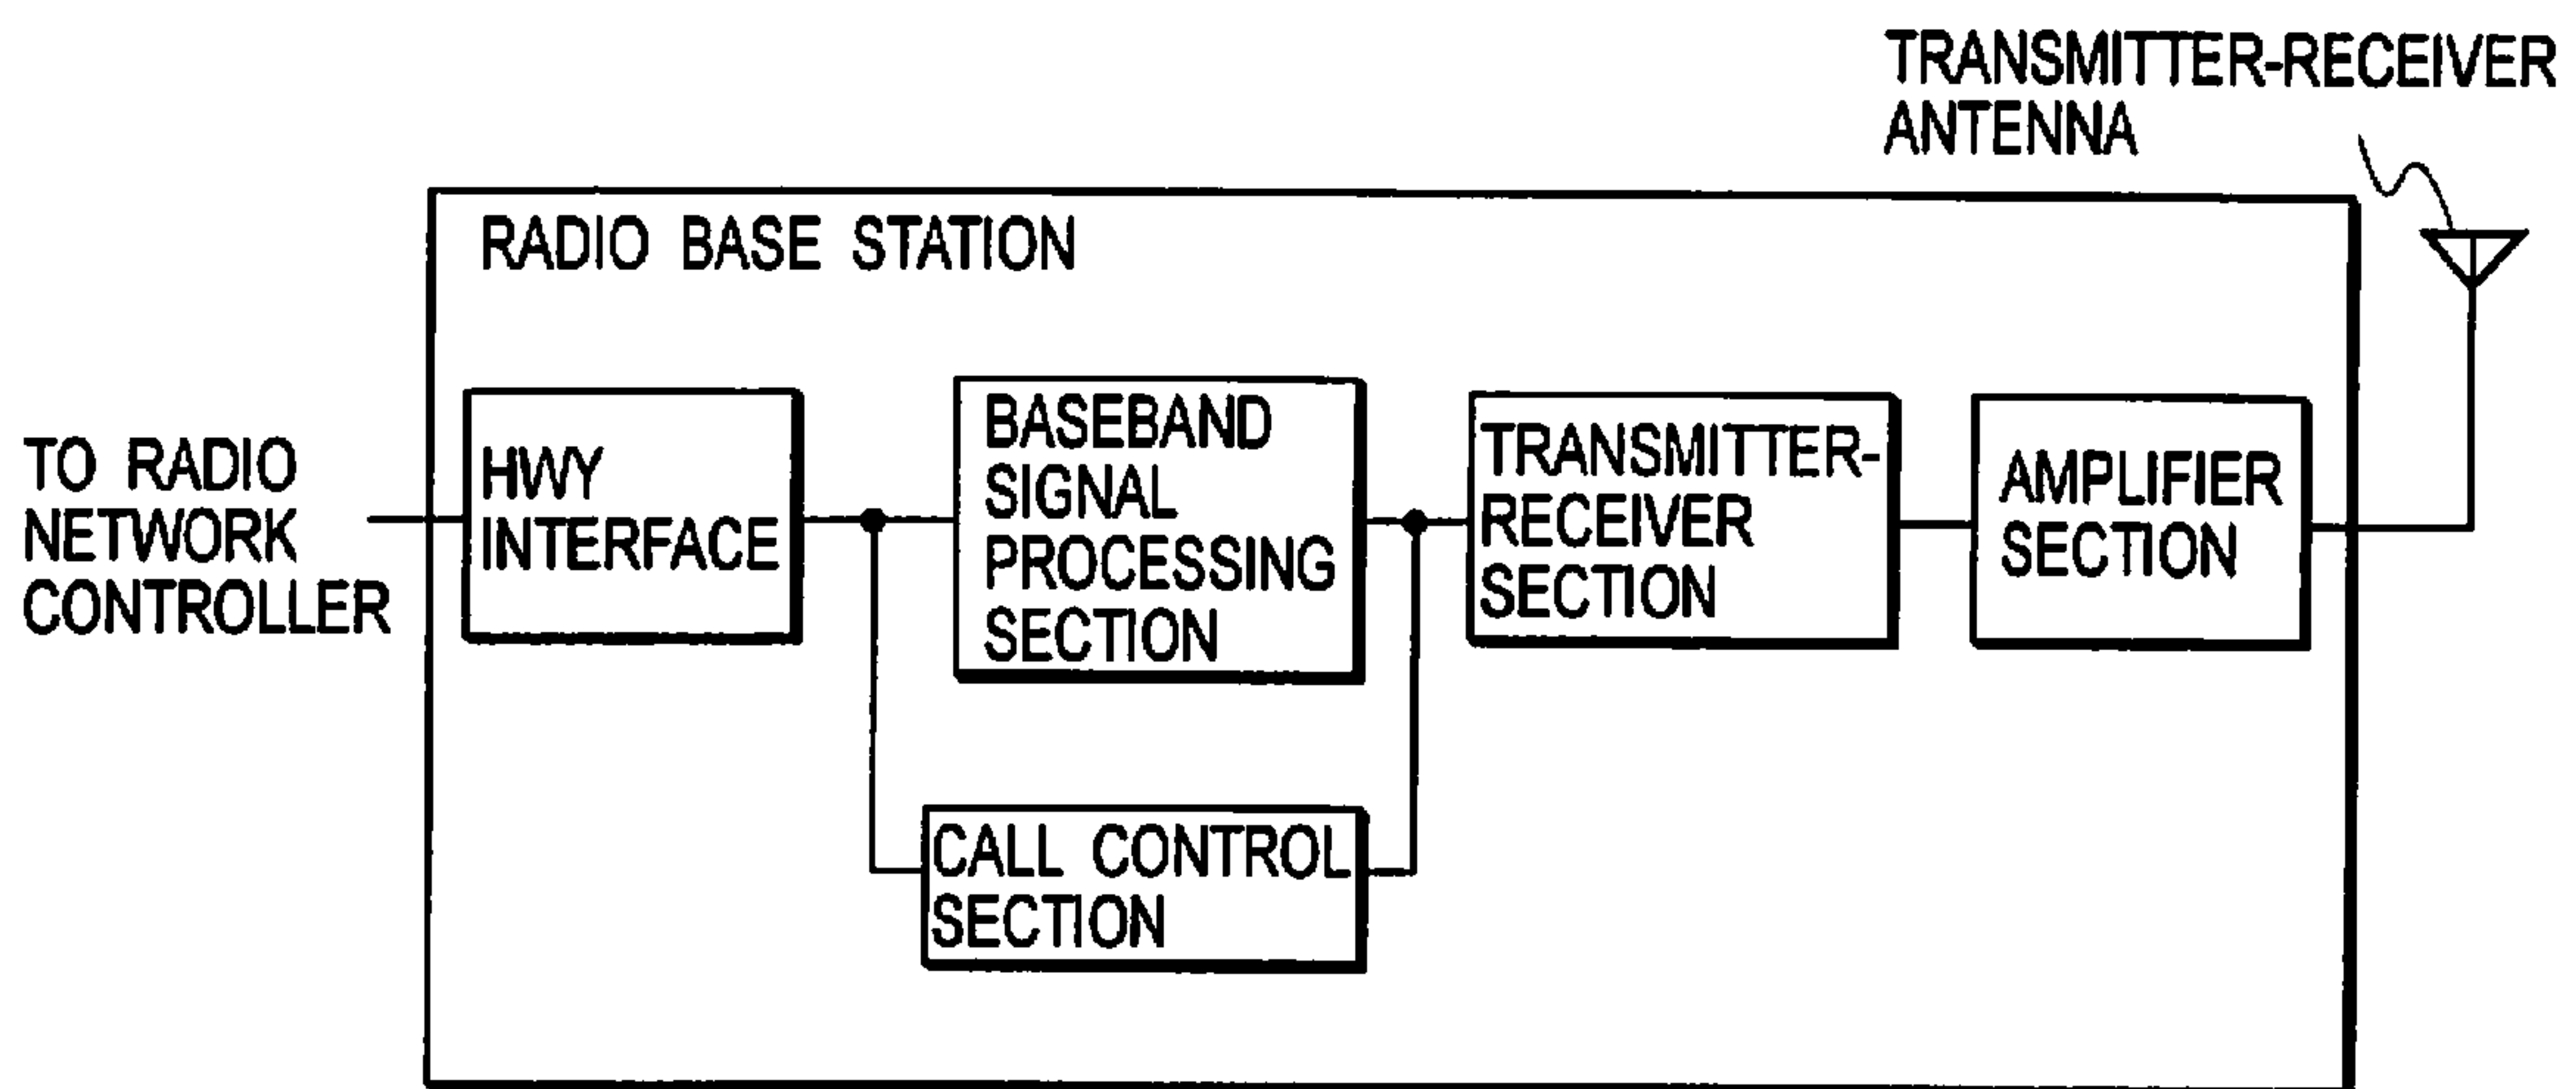 TRANSMITTER-RECEIVER
ANTENNA
RADIO BASE STATION
TO RADIO
NETWORK
CONTROLLER
HWY
INTERFACE
BASEBAND
SIGNAL
PROCESSING
SECTION
TRANSMITTER-
RECEIVER
SECTION
AMPLIFIER
SECTION
CALL CONTROL
SECTION